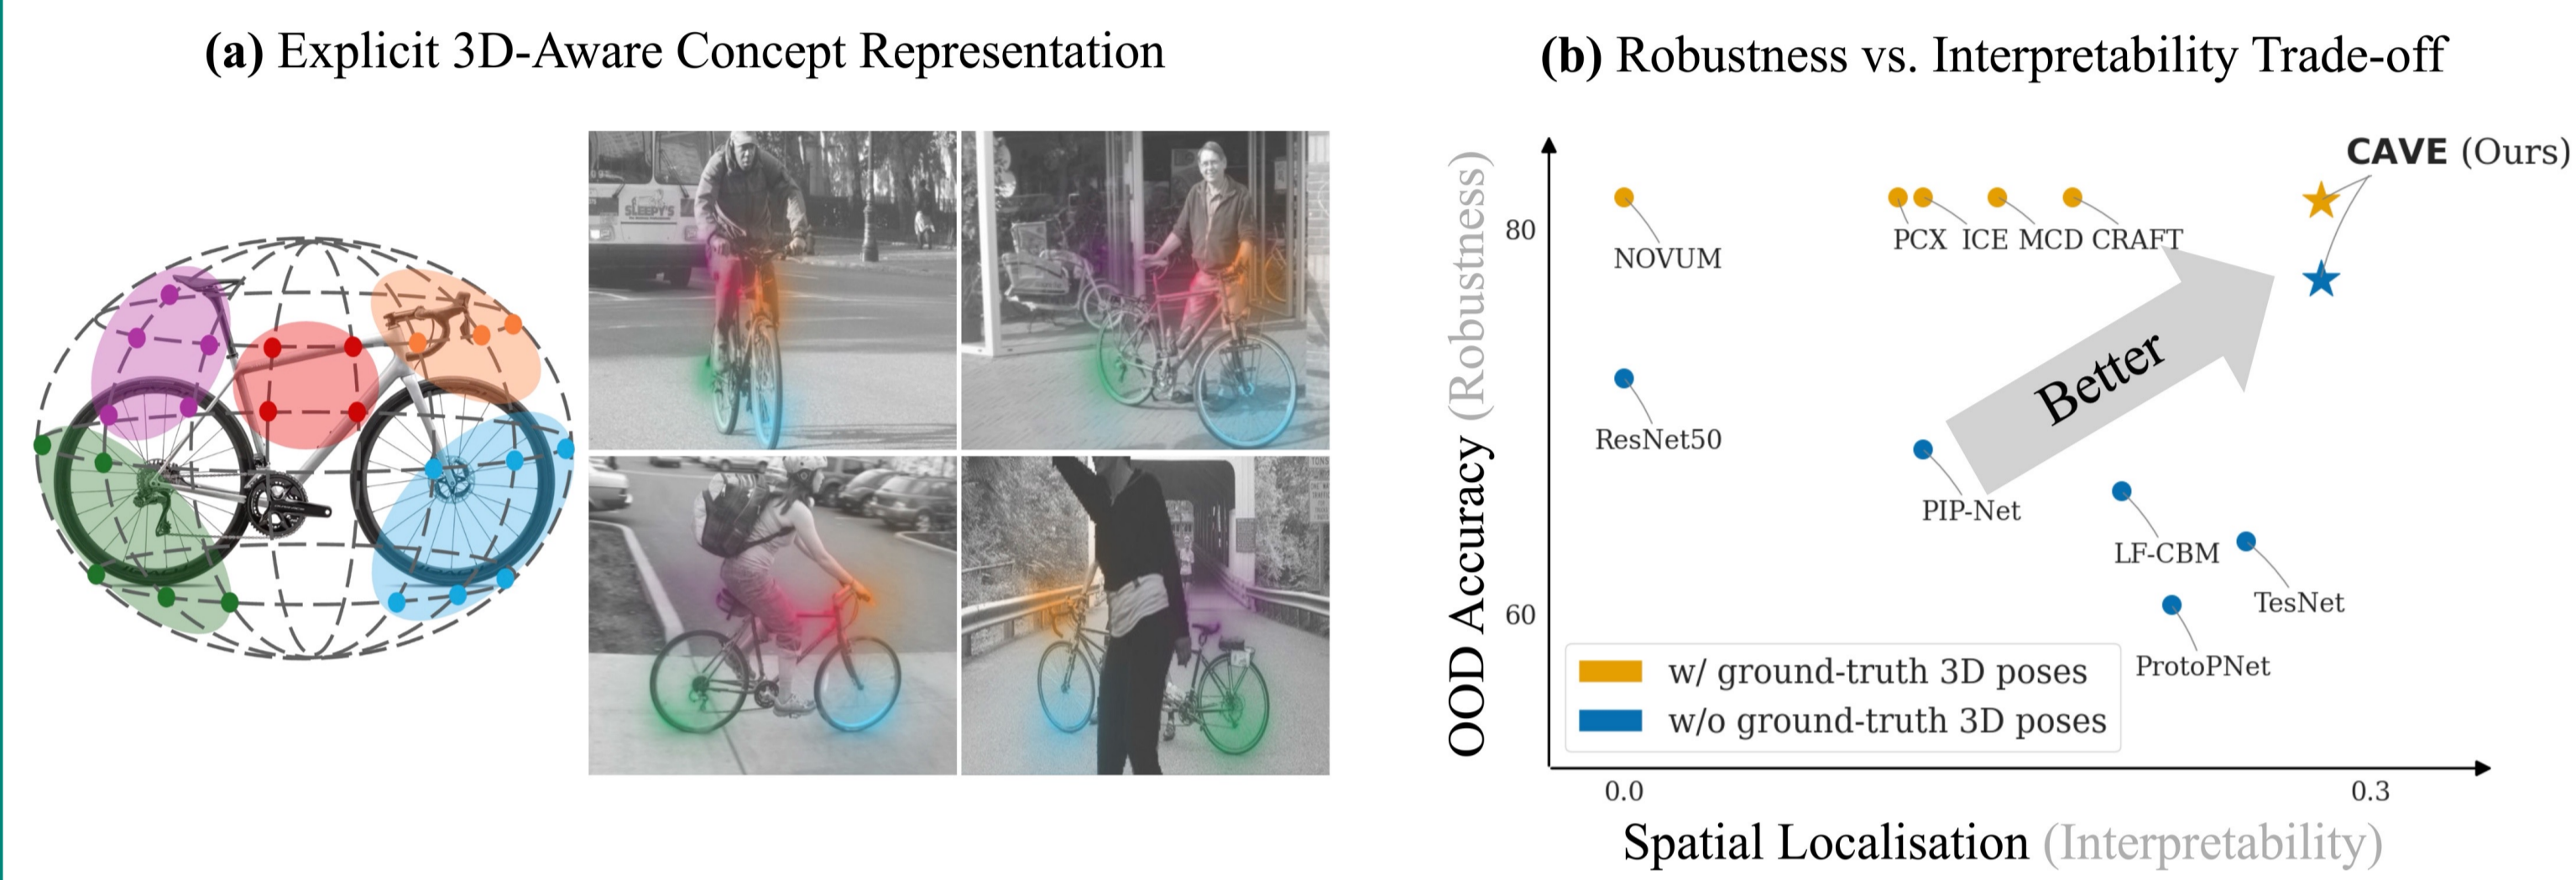 (a) Explicit 3D-Aware Concept Representation
SLEEPY'S
(b) Robustness vs. Interpretability Trade-off
CAVE (Ours)
OOD Accuracy (Robustness)
80
60
NOVUM
PCX ICE MCD CRAFT
Better
ResNet50
PIP-Net
LF-CBM
TesNet
ProtoPNet
w/ ground-truth 3D poses
w/o ground-truth 3D poses
0.0 0.3
Spatial Localisation (Interpretability)